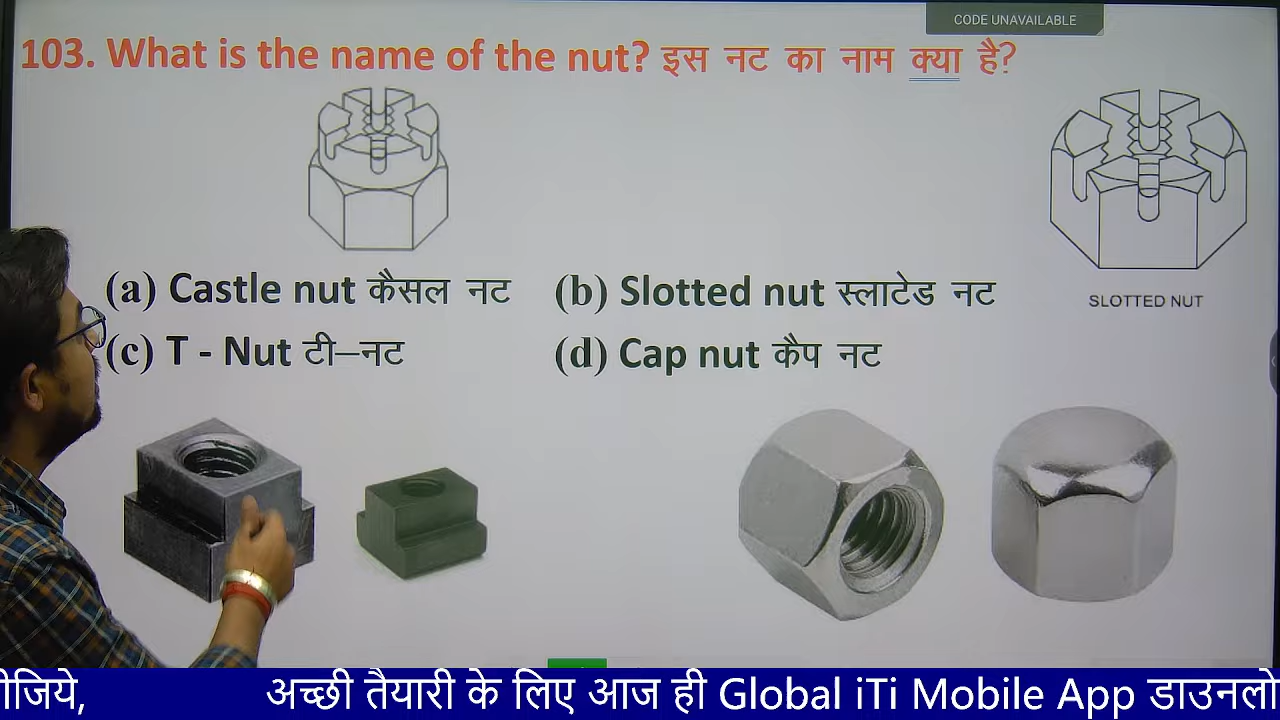 CODE UNAVAILABLE
103. What is the name of the nut? इस नट का नाम क्या है?
(a) Castle nut कैसल नट (b) Slotted nut स्लाटेड नट
SLOTTED NUT
(c) T - Nut टी–नट (d) Cap nut कैप नट
ीजिये, अच्छी तैयारी के लिए आज ही Global iTi Mobile App डाउनलो